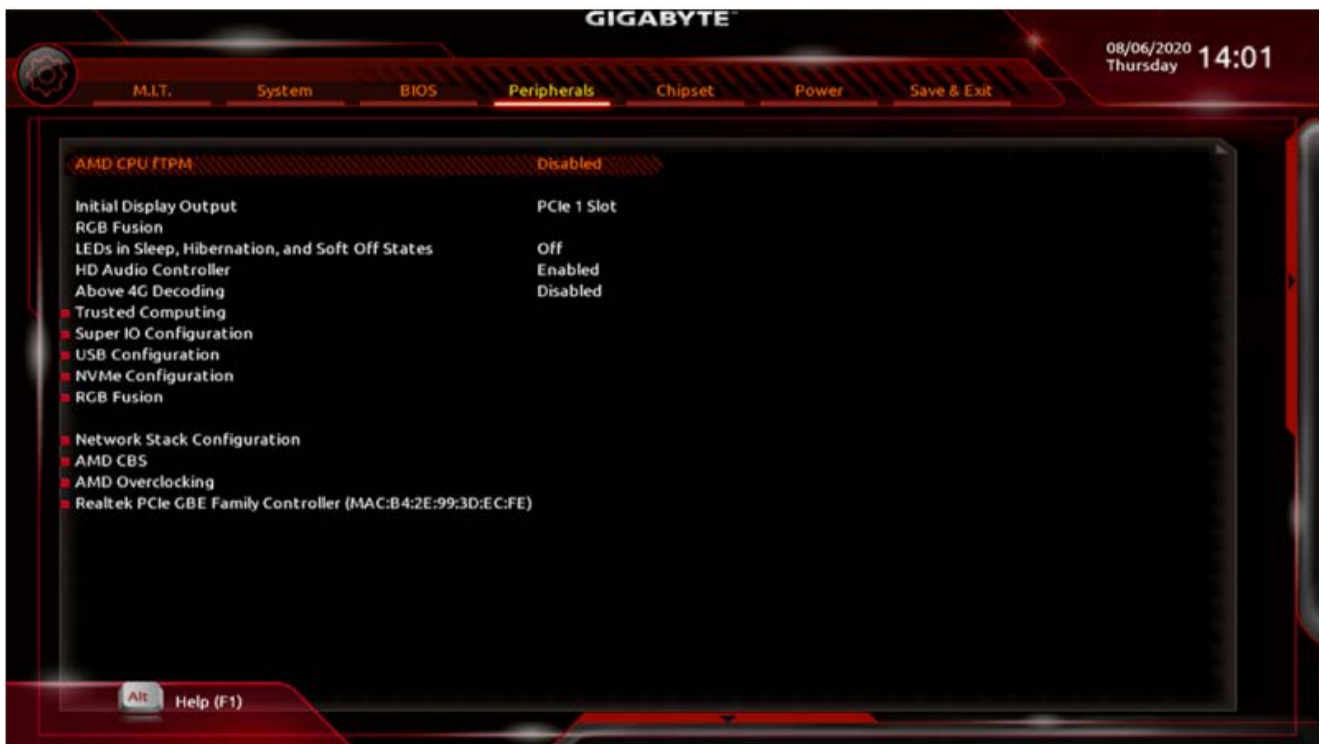 GIGABYTE
08/06/2020 Thursday 14:01
M.I.T. System BIOS Peripherals Chipset Power Save & Exit
AMD CPU fTPM Disabled
Initial Display Output PCIe 1 Slot
RGB Fusion
LEDs in Sleep, Hibernation, and Soft Off States Off
HD Audio Controller Enabled
Above 4G Decoding Disabled
Trusted Computing
Super IO Configuration
USB Configuration
NVMe Configuration
RGB Fusion
Network Stack Configuration
AMD CBS
AMD Overclocking
Realtek PCIe GBE Family Controller (MAC:B4:2E:99:3D:EC:FE)
Alt Help (F1)